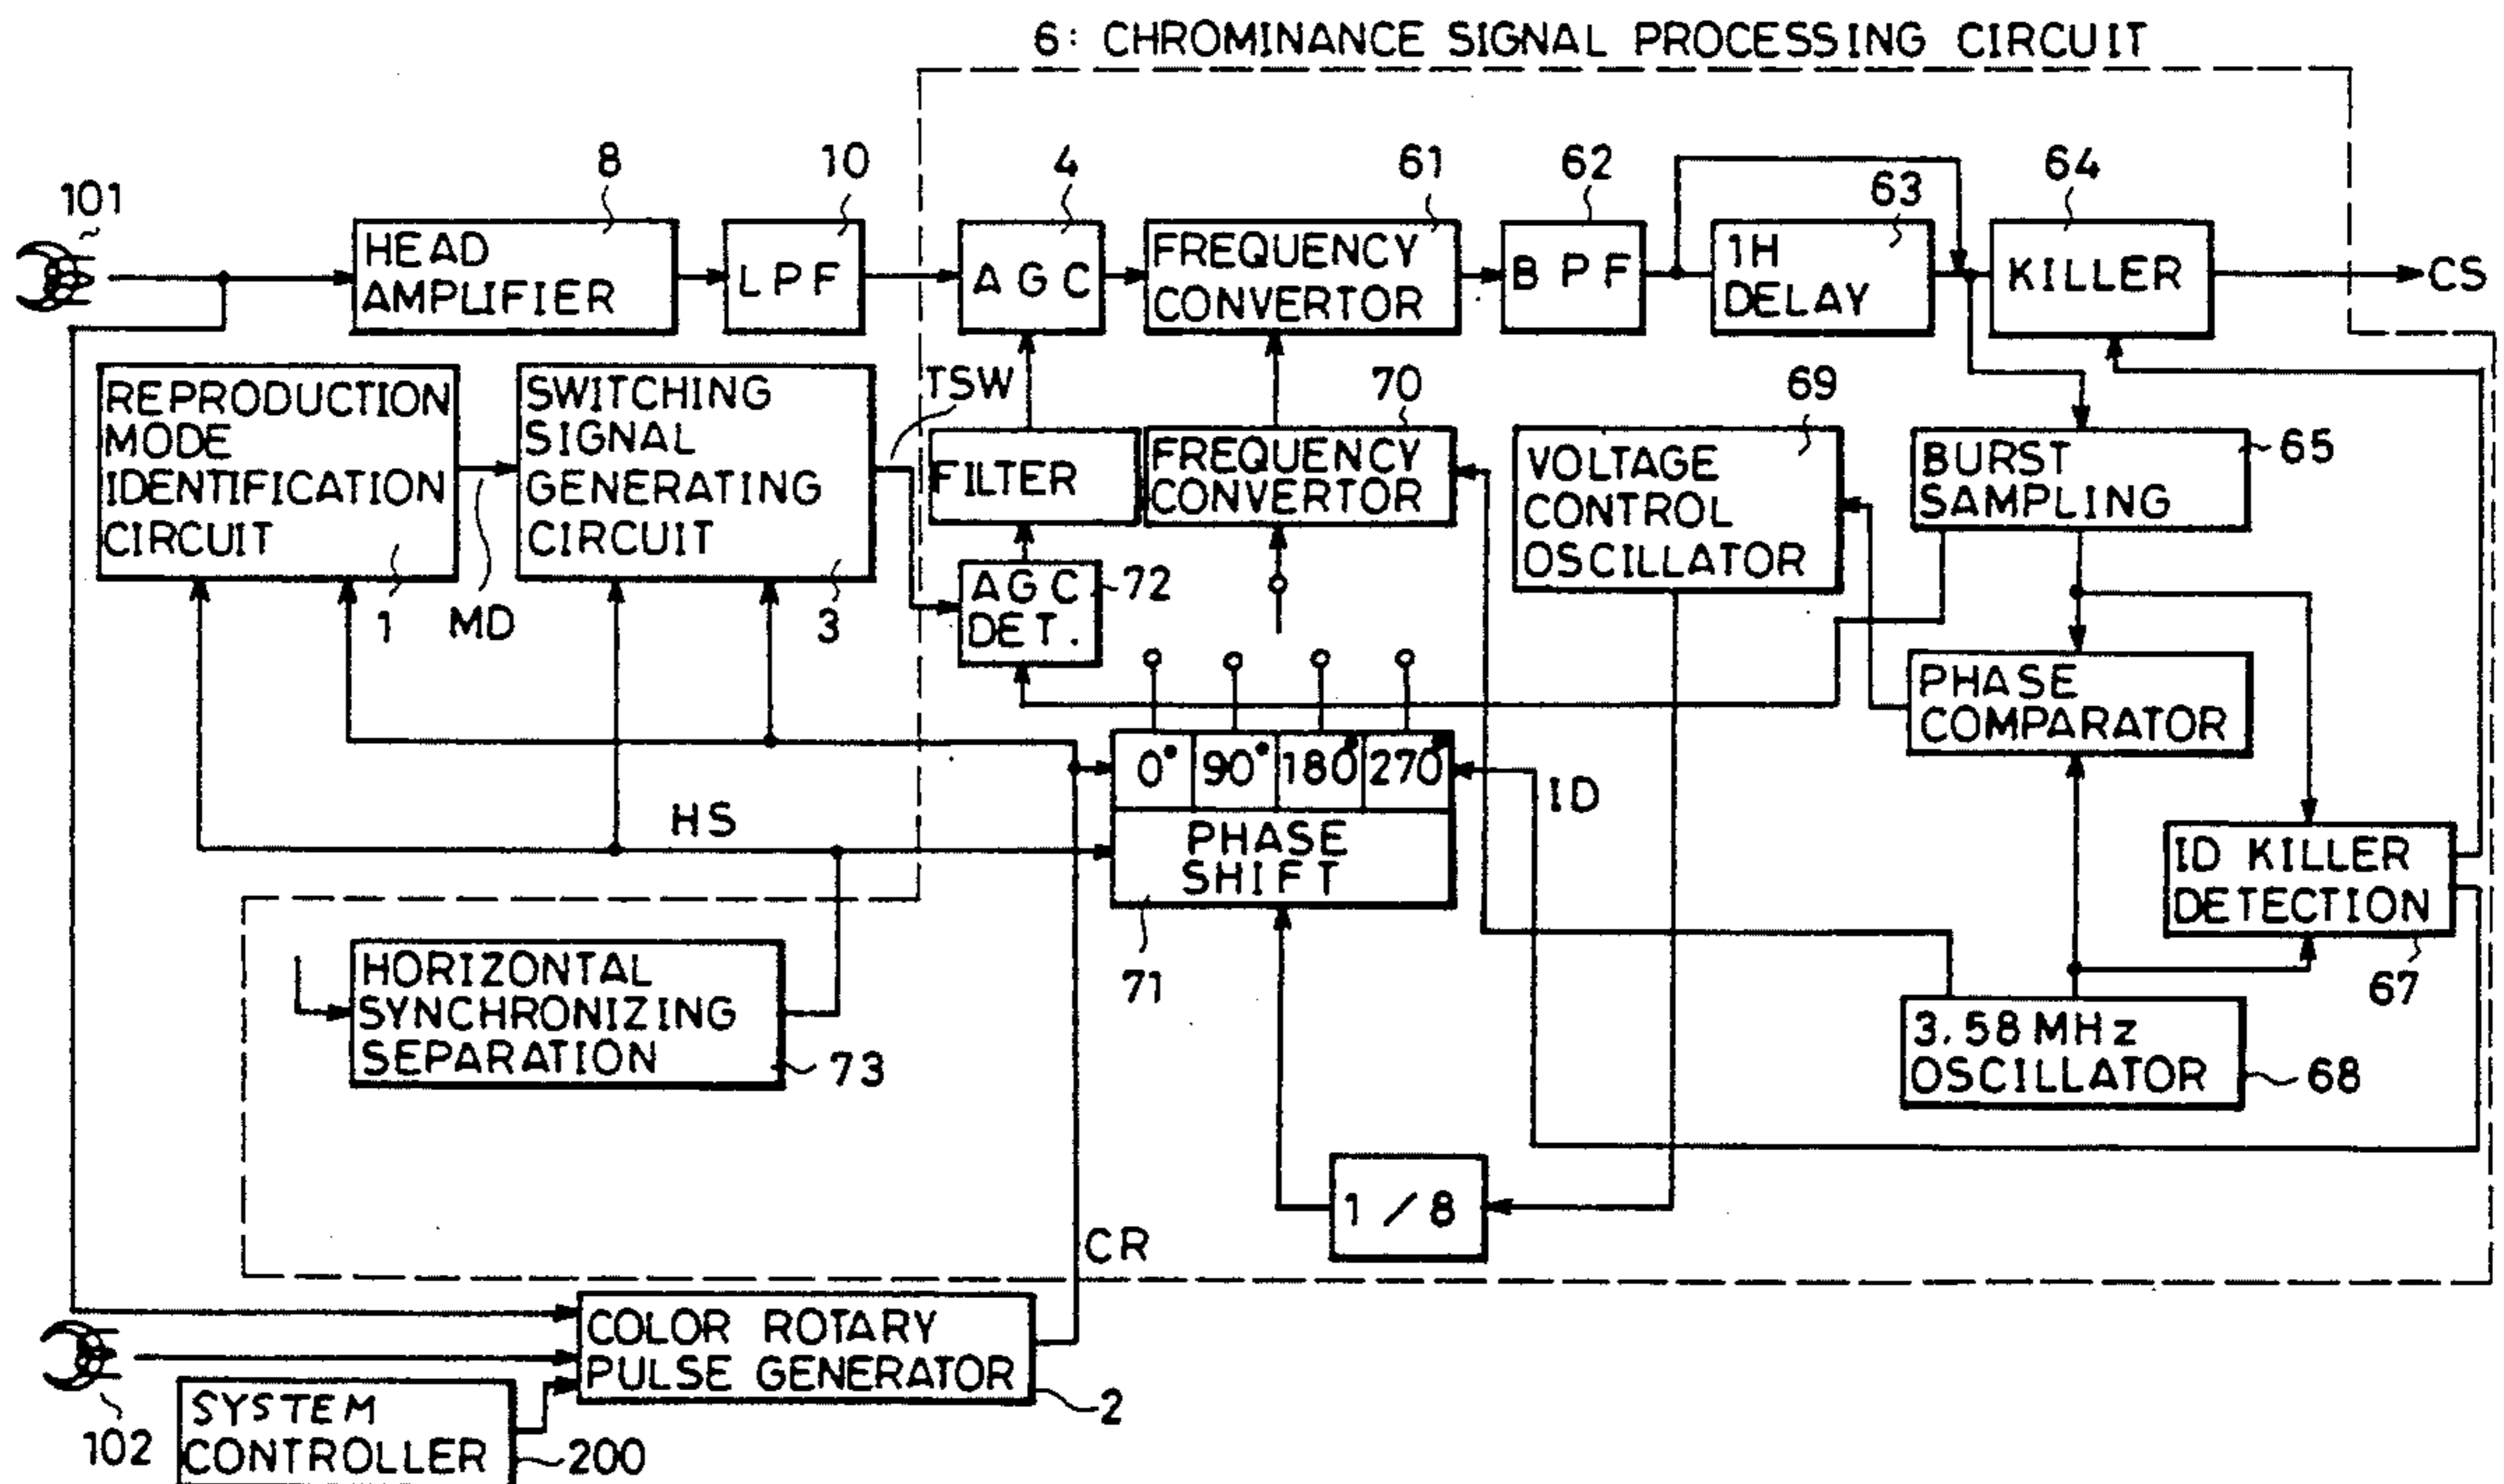 6: CHROMINANCE SIGNAL PROCESSING CIRCUIT
101
8
10
4
61
62
63
64
HEAD
AMPLIFIER
LPF
AGC
FREQUENCY
CONVERTOR
BPF
1H
DELAY
KILLER
CS
REPRODUCTION
MODE
IDENTIFICATION
CIRCUIT
1
MD
SWITCHING
SIGNAL
GENERATING
CIRCUIT
3
TSW
FILTER
70
FREQUENCY
CONVERTOR
69
VOLTAGE
CONTROL
OSCILLATOR
BURST
SAMPLING
65
AGC
DET.
72
PHASE
COMPARATOR
0° 90° 180° 270°
PHASE
SHIFT
71
ID
HS
ID KILLER
DETECTION
67
HORIZONTAL
SYNCHRONIZING
SEPARATION
73
3.58MHz
OSCILLATOR
68
1/8
CR
COLOR ROTARY
PULSE GENERATOR
2
102
SYSTEM
CONTROLLER
200